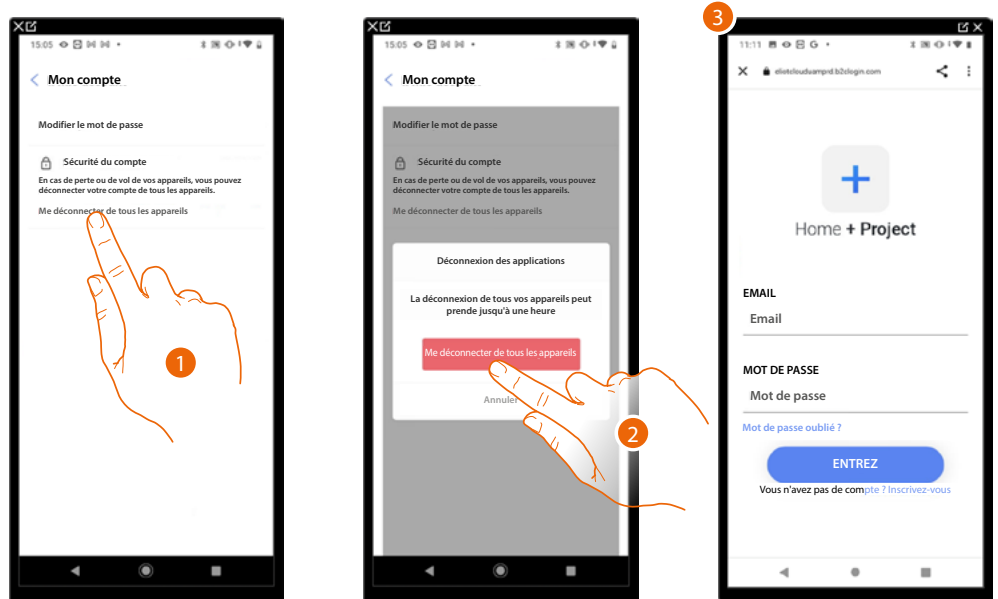 15:05
Mon compte
Modifier le mot de passe
Sécurité du compte
En cas de perte ou de vol de vos appareils, vous pouvez
déconnecter votre compte de tous les appareils.
Me déconnecter de tous les appareils
1
15:05
Mon compte
Modifier le mot de passe
Sécurité du compte
En cas de perte ou de vol de vos appareils, vous pouvez
déconnecter votre compte de tous les appareils.
Me déconnecter de tous les appareils
Déconnexion des applications
La déconnexion de tous vos appareils peut
prende jusqu'à une heure
Me déconnecter de tous les appareils
Annuler
2
3
11:11 G
elietclouduamprd.b2clogin.com
Home + Project
EMAIL
Email
MOT DE PASSE
Mot de passe
Mot de passe oublié ?
ENTREZ
Vous n'avez pas de compte ? Inscrivez-vous